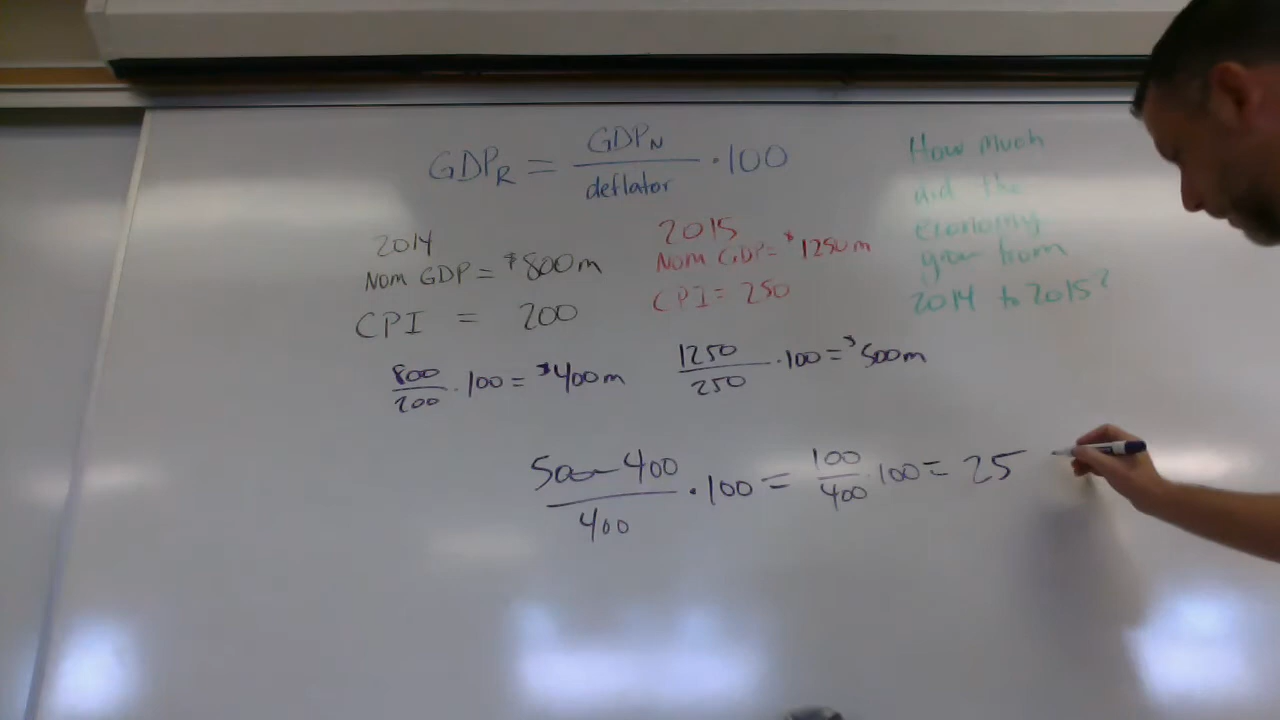 GDP_R = GDP_N / deflator · 100
2014
Nom GDP = $800m
CPI = 200
2015
Nom GDP = $1250m
CPI = 250
How much
did the
economy
grow from
2014 to 2015?
800/200 · 100 = $400m
1250/250 · 100 = $500m
500-400/400 · 100 = 100/400 · 100 = 25